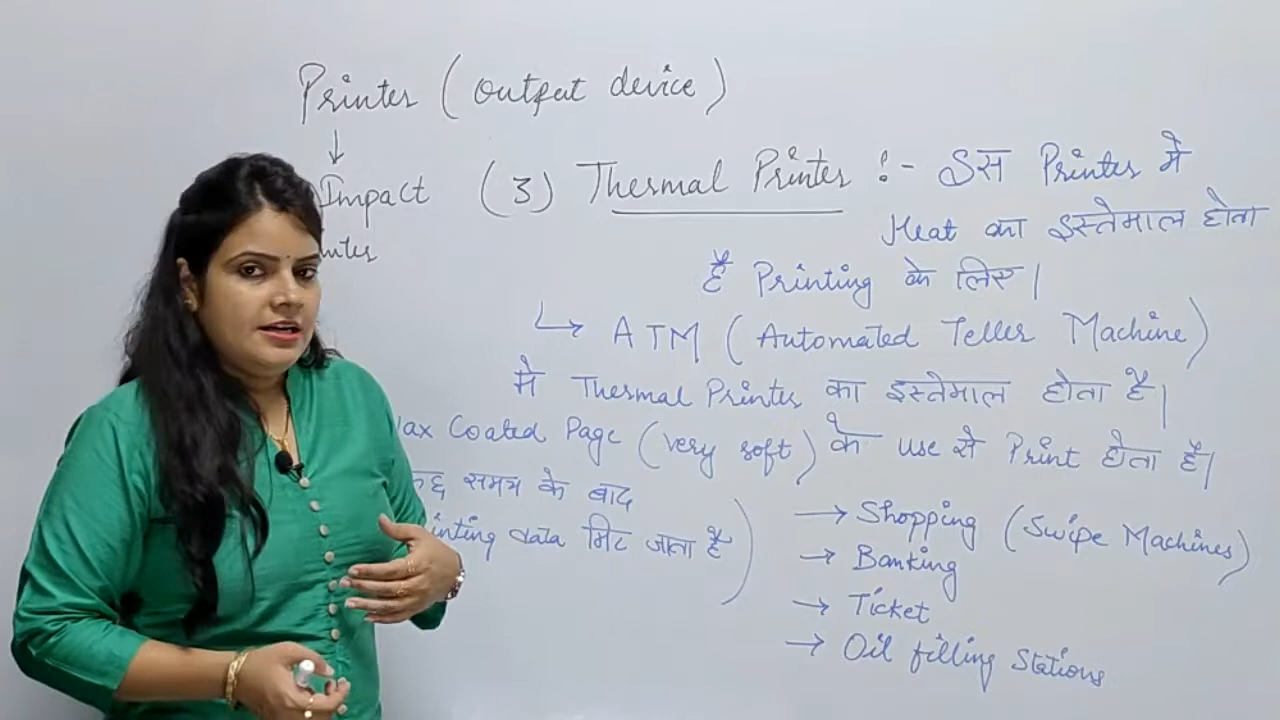 Printer (output device)
↓
Impact
(3) Thermal Printer :- इस Printer मे
Heat का इस्तेमाल होता
है Printing के लिए।
↳ ATM (Automated Teller Machine)
मे Thermal Printer का इस्तेमाल होता है।
Coated Page (very soft) के use से Print होता है।
समय के बाद
data मिट जाता है)
→ Shopping (Swipe Machines)
→ Banking
→ Ticket
→ Oil filling Stations